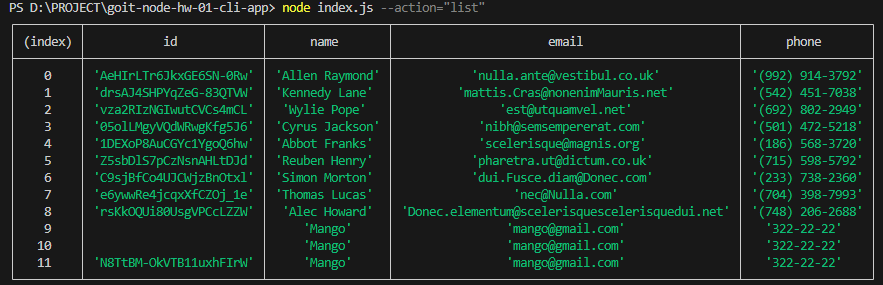 PS D:\PROJECT\goit-node-hw-01-cli-app> node index.js --action="list"
(index) id name email phone
0 'AeHIrLTr6JkxGE6SN-0Rw' 'Allen Raymond' 'nulla.ante@vestibul.co.uk' '(992) 914-3792'
1 'drsAJ4SHPYqZeG-83QTVW' 'Kennedy Lane' 'mattis.Cras@nonenimMauris.net' '(542) 451-7038'
2 'vza2RIzNGIwutCVCs4mCL' 'Wylie Pope' 'est@utquamvel.net' '(692) 802-2949'
3 '05olLMgyVQdWRwgKfg5J6' 'Cyrus Jackson' 'nibh@semsempererat.com' '(501) 472-5218'
4 '1DEXoP8AuCGYc1YgoQ6hw' 'Abbot Franks' 'scelerisque@magnis.org' '(186) 568-3720'
5 'Z5sbDlS7pCzNsnAHLtDJd' 'Reuben Henry' 'pharetra.ut@dictum.co.uk' '(715) 598-5792'
6 'C9sjBfCo4UJCWjzBnOtxl' 'Simon Morton' 'dui.Fusce.diam@Donec.com' '(233) 738-2360'
7 'e6ywwRe4jcqxXfCZOj_1e' 'Thomas Lucas' 'nec@Nulla.com' '(704) 398-7993'
8 'rsKkOQUi80UsgVPCcLZZW' 'Alec Howard' 'Donec.elementum@scelerisquescelerisquedui.net' '(748) 206-2688'
9 'Mango' 'mango@gmail.com' '322-22-22'
10 'Mango' 'mango@gmail.com' '322-22-22'
11 'N8TtBM-OkVTB11uxhFIrW' 'Mango' 'mango@gmail.com' '322-22-22'